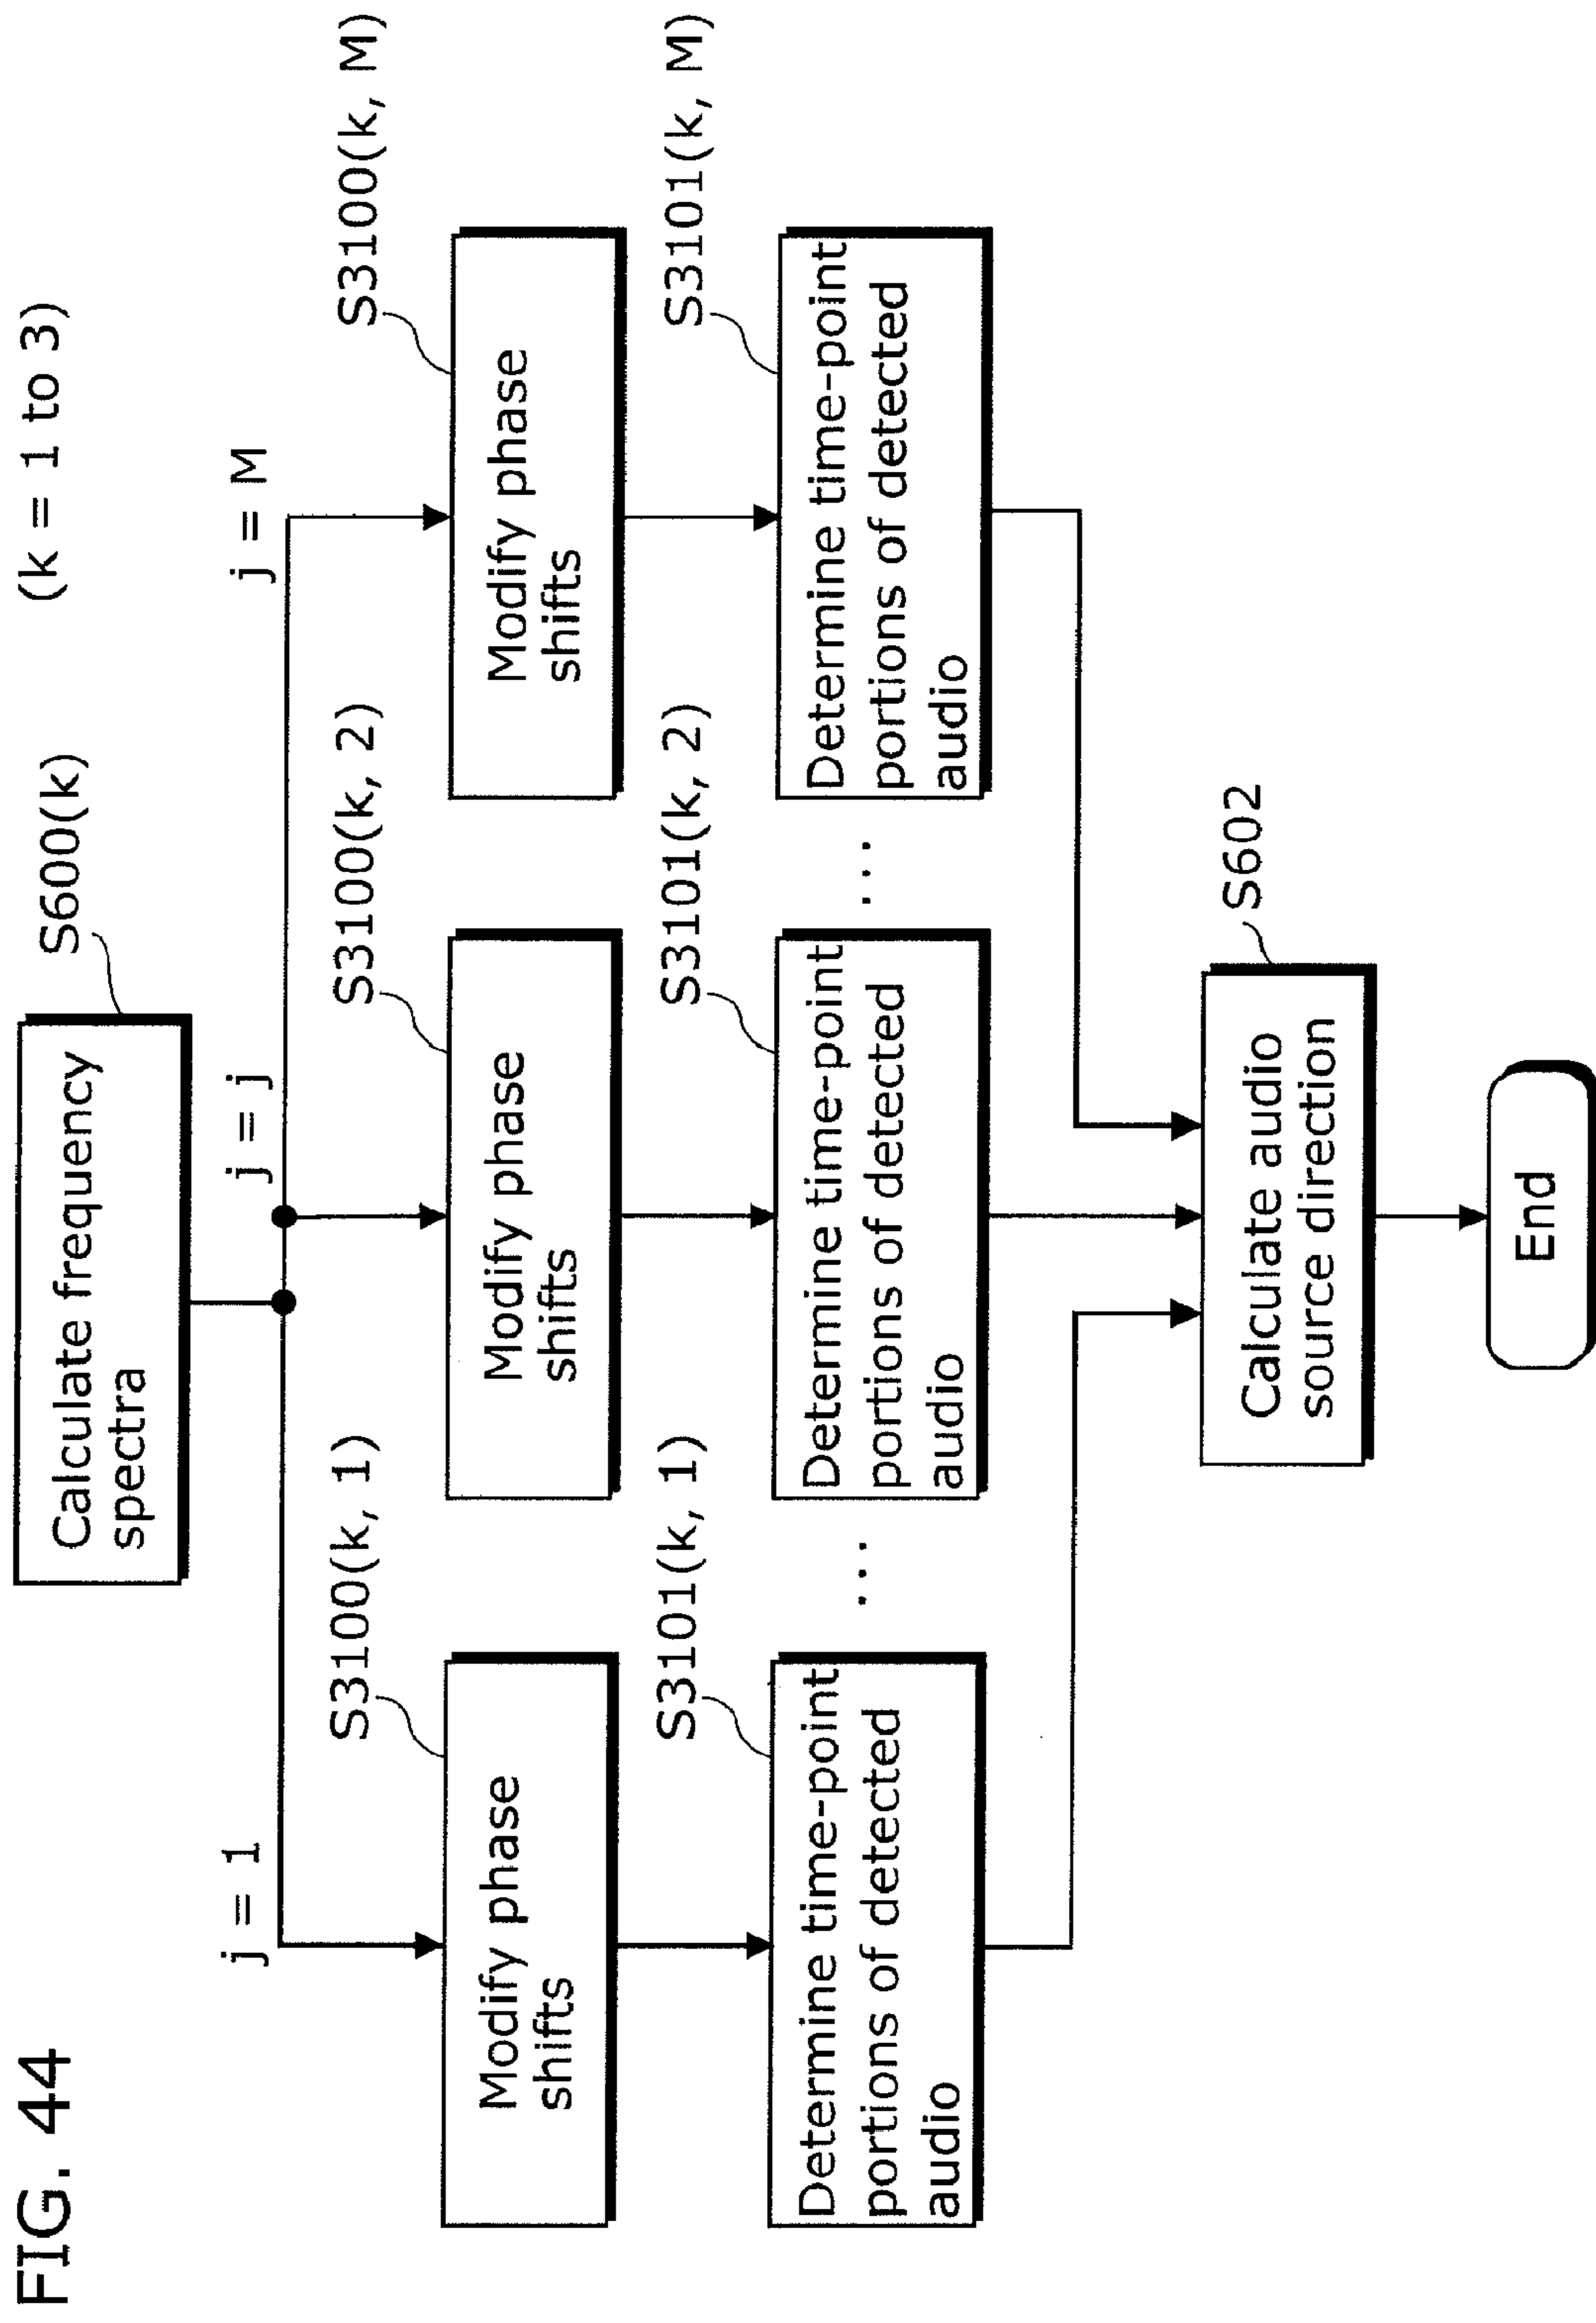 FIG. 44
(k = 1 to 3)
Calculate frequency
spectra
S600(k)
j = 1
j = j
j = M
S3100(k, 1)
Modify phase
shifts
S3100(k, 2)
Modify phase
shifts
S3100(k, M)
Modify phase
shifts
S3101(k, 1)
Determine time-point
portions of detected
audio
...
S3101(k, 2)
Determine time-point
portions of detected
audio
...
S3101(k, M)
Determine time-point
portions of detected
audio
S602
Calculate audio
source direction
End